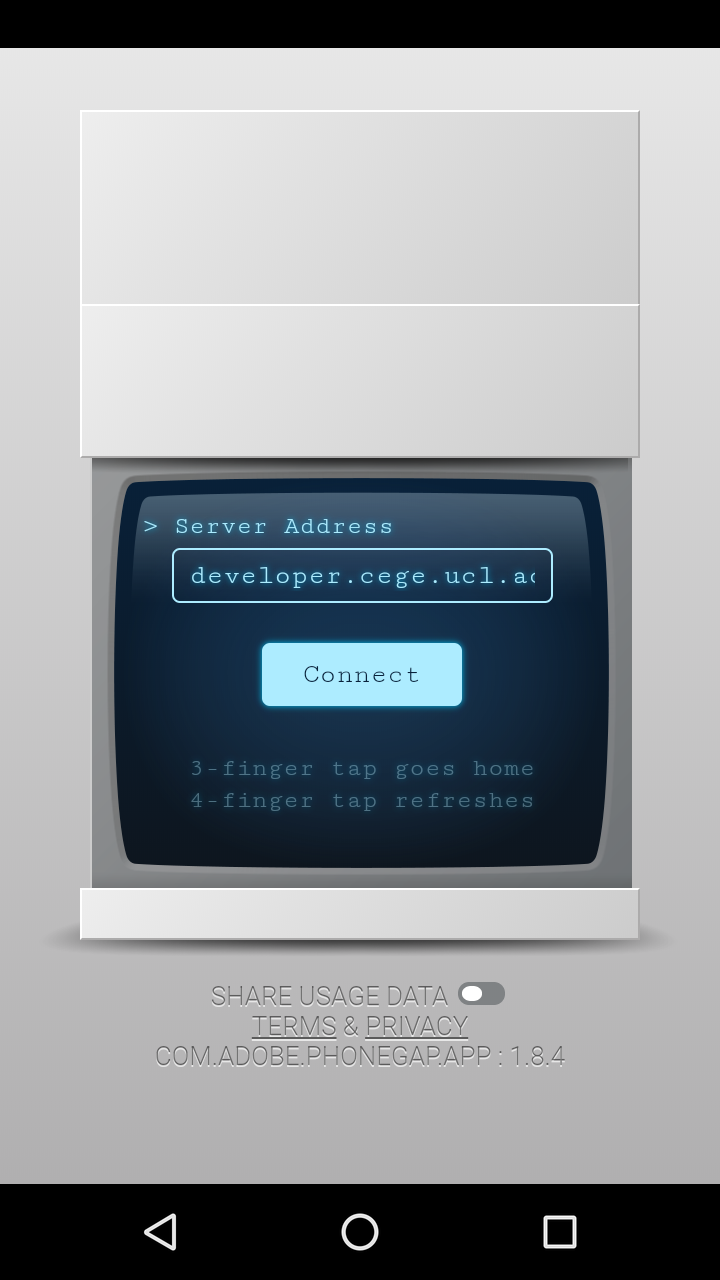 > Server Address
developer.cege.ucl.ac
Connect
3-finger tap goes home
4-finger tap refreshes
SHARE USAGE DATA
TERMS & PRIVACY
COM.ADOBE.PHONEGAP.APP : 1.8.4